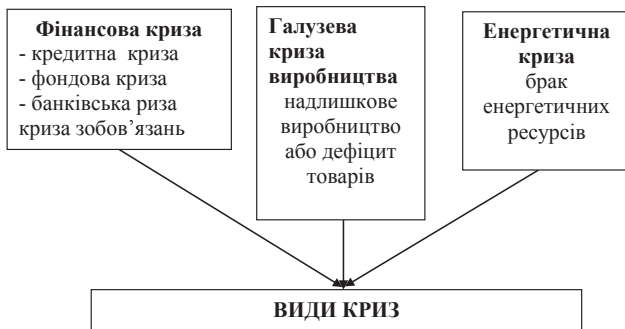 Фінансова криза
- кредитна криза
- фондова криза
- банківська риза
криза зобов’язань
Галузева
криза
виробництва
надлишкове
виробництво
або дефіцит
товарів
Енергетична
криза
брак
енергетичних
ресурсів
ВИДИ КРИЗ